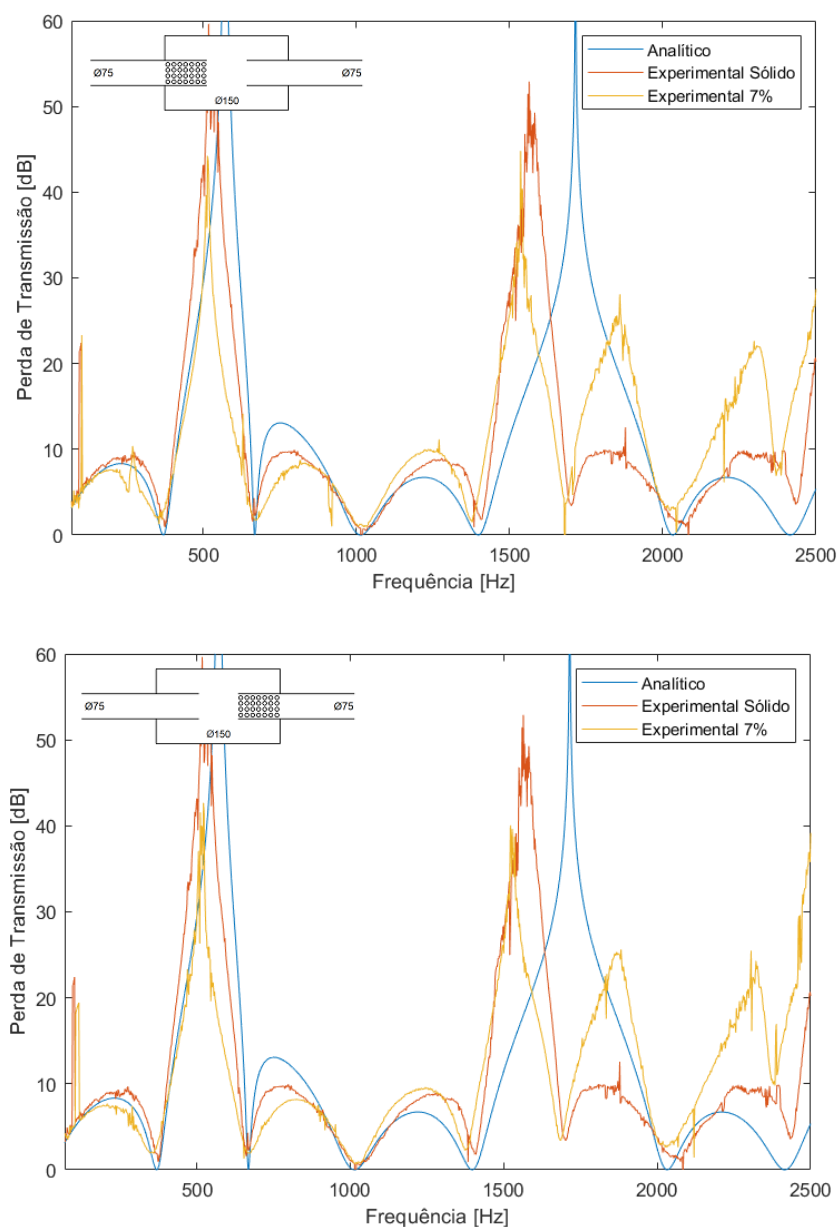 60
50
40
30
20
10
0
Perda de Transmissão [dB]
Ø75
Ø75
Ø150
Analítico
Experimental Sólido
Experimental 7%
500
1000
1500
2000
2500
Frequência [Hz]
60
50
40
30
20
10
0
Perda de Transmissão [dB]
Ø75
Ø75
Ø150
Analítico
Experimental Sólido
Experimental 7%
500
1000
1500
2000
2500
Frequência [Hz]